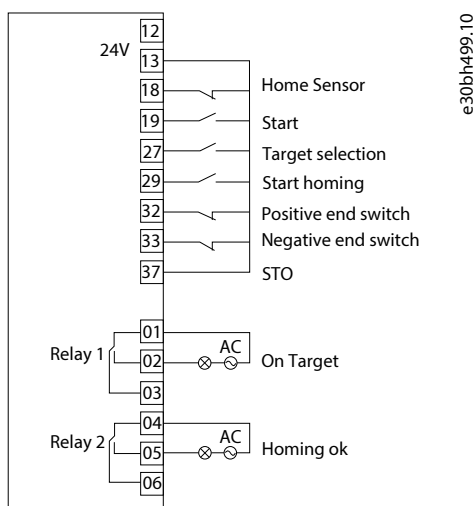 12
24V
13
18 Home Sensor
19 Start
27 Target selection
29 Start homing
32 Positive end switch
33 Negative end switch
37 STO
01
Relay 1 02 AC On Target
03
04
Relay 2 05 AC Homing ok
06
e30bh499.10